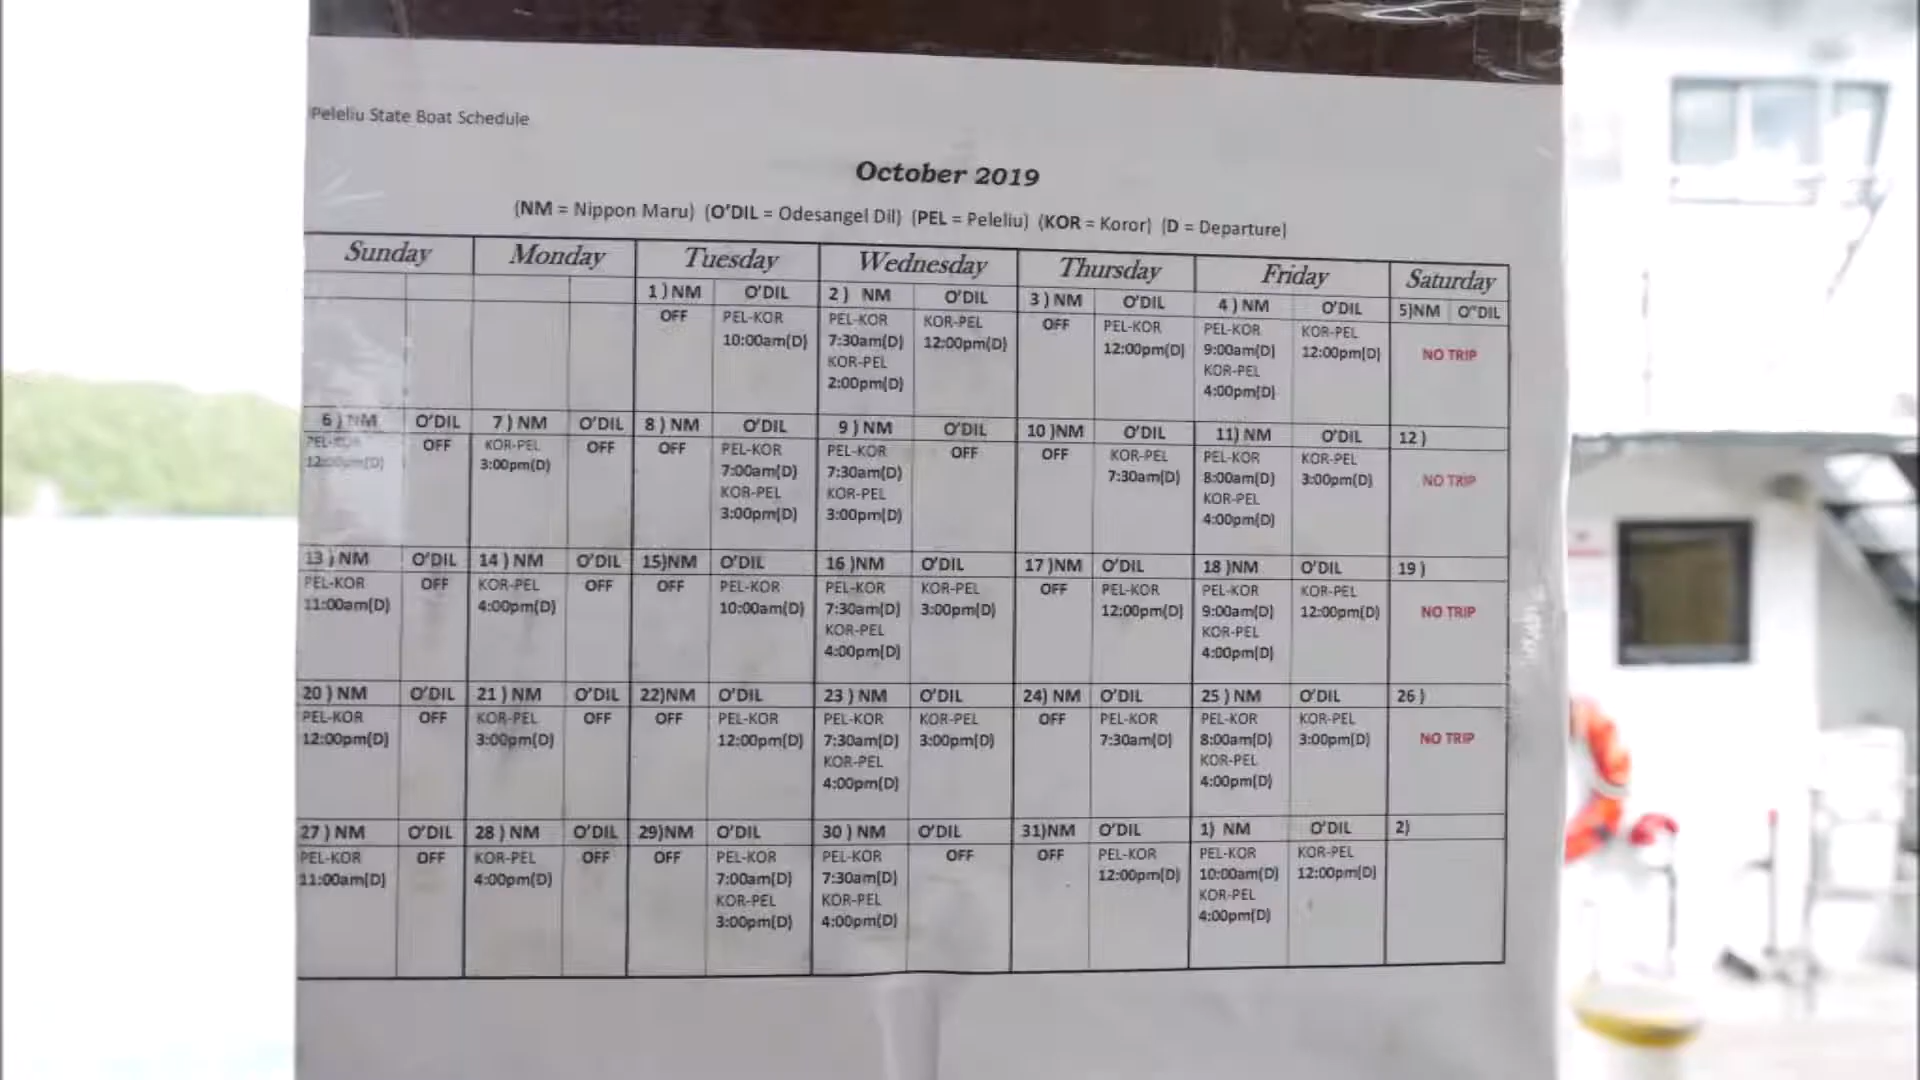 Peleliu State Boat Schedule
October 2019
(NM = Nippon Maru) (O'DIL = Odesangel Dil) (PEL = Peleliu) (KOR = Koror) (D = Departure)
Sunday Monday Tuesday Wednesday Thursday Friday Saturday
1 ) NM O'DIL 2 ) NM O'DIL 3 ) NM O'DIL 4 ) NM O'DIL 5)NM O"DIL
OFF PEL-KOR PEL-KOR KOR-PEL OFF PEL-KOR PEL-KOR KOR-PEL
10:00am(D) 7:30am(D) 12:00pm(D) 12:00pm(D) 9:00am(D) 12:00pm(D) NO TRIP
KOR-PEL KOR-PEL
2:00pm(D) 4:00pm(D)
6 ) NM O'DIL 7 ) NM O'DIL 8 ) NM O'DIL 9 ) NM O'DIL 10 )NM O'DIL 11) NM O'DIL 12 )
PEL-KOR OFF KOR-PEL OFF OFF PEL-KOR PEL-KOR OFF OFF KOR-PEL PEL-KOR KOR-PEL
12:00pm(D) 3:00pm(D) 7:00am(D) 7:30am(D) 7:30am(D) 8:00am(D) 3:00pm(D) NO TRIP
KOR-PEL KOR-PEL KOR-PEL
3:00pm(D) 3:00pm(D) 4:00pm(D)
13 ) NM O'DIL 14 ) NM O'DIL 15)NM O'DIL 16 )NM O'DIL 17 )NM O'DIL 18 )NM O'DIL 19 )
PEL-KOR OFF KOR-PEL OFF OFF PEL-KOR PEL-KOR KOR-PEL OFF PEL-KOR PEL-KOR KOR-PEL
11:00am(D) 4:00pm(D) 10:00am(D) 7:30am(D) 3:00pm(D) 12:00pm(D) 9:00am(D) 12:00pm(D) NO TRIP
KOR-PEL KOR-PEL
4:00pm(D) 4:00pm(D)
20 ) NM O'DIL 21 ) NM O'DIL 22)NM O'DIL 23 ) NM O'DIL 24) NM O'DIL 25 ) NM O'DIL 26 )
PEL-KOR OFF KOR-PEL OFF OFF PEL-KOR PEL-KOR KOR-PEL OFF PEL-KOR PEL-KOR KOR-PEL
12:00pm(D) 3:00pm(D) 12:00pm(D) 7:30am(D) 3:00pm(D) 7:30am(D) 8:00am(D) 3:00pm(D) NO TRIP
KOR-PEL KOR-PEL
4:00pm(D) 4:00pm(D)
27 ) NM O'DIL 28 ) NM O'DIL 29)NM O'DIL 30 ) NM O'DIL 31)NM O'DIL 1) NM O'DIL 2)
PEL-KOR OFF KOR-PEL OFF OFF PEL-KOR PEL-KOR OFF OFF PEL-KOR PEL-KOR KOR-PEL
11:00am(D) 4:00pm(D) 7:00am(D) 7:30am(D) 12:00pm(D) 10:00am(D) 12:00pm(D)
KOR-PEL KOR-PEL KOR-PEL
3:00pm(D) 4:00pm(D) 4:00pm(D)